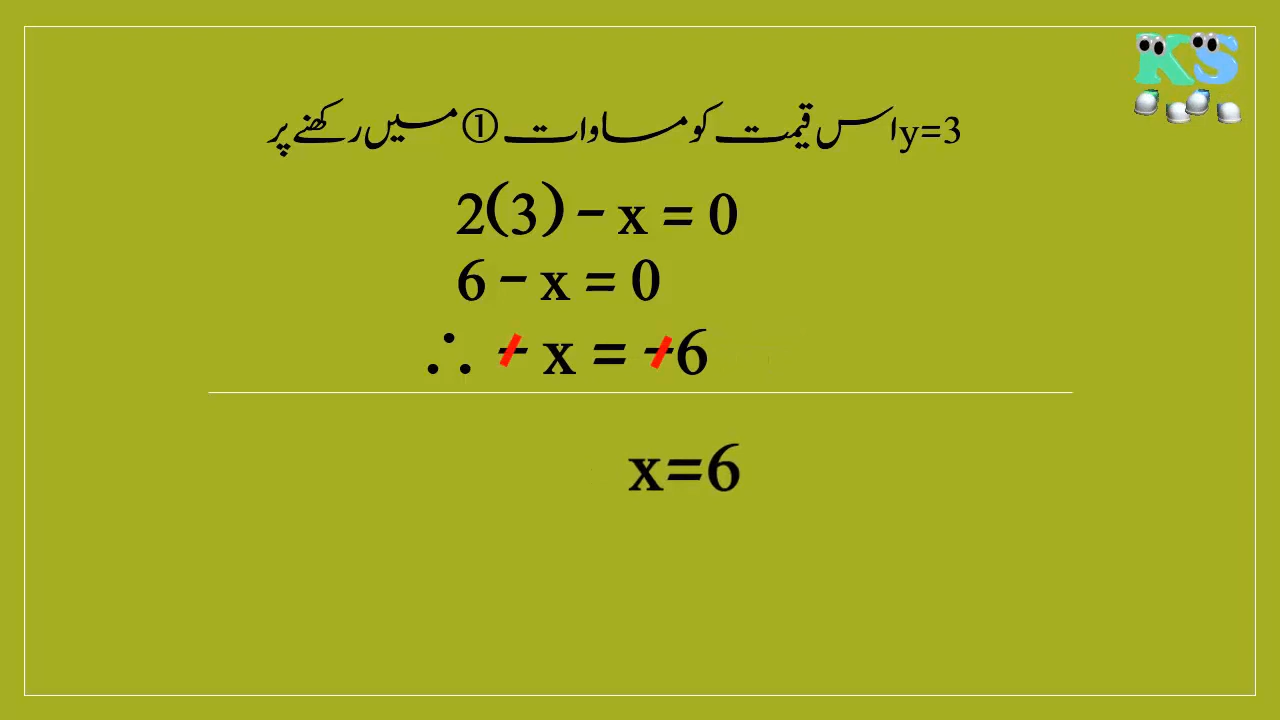 KS
y=3 اس قیمت کو مساوات ① میں رکھنے پر
2(3) − x = 0
6 − x = 0
∴ − x = −6
x=6